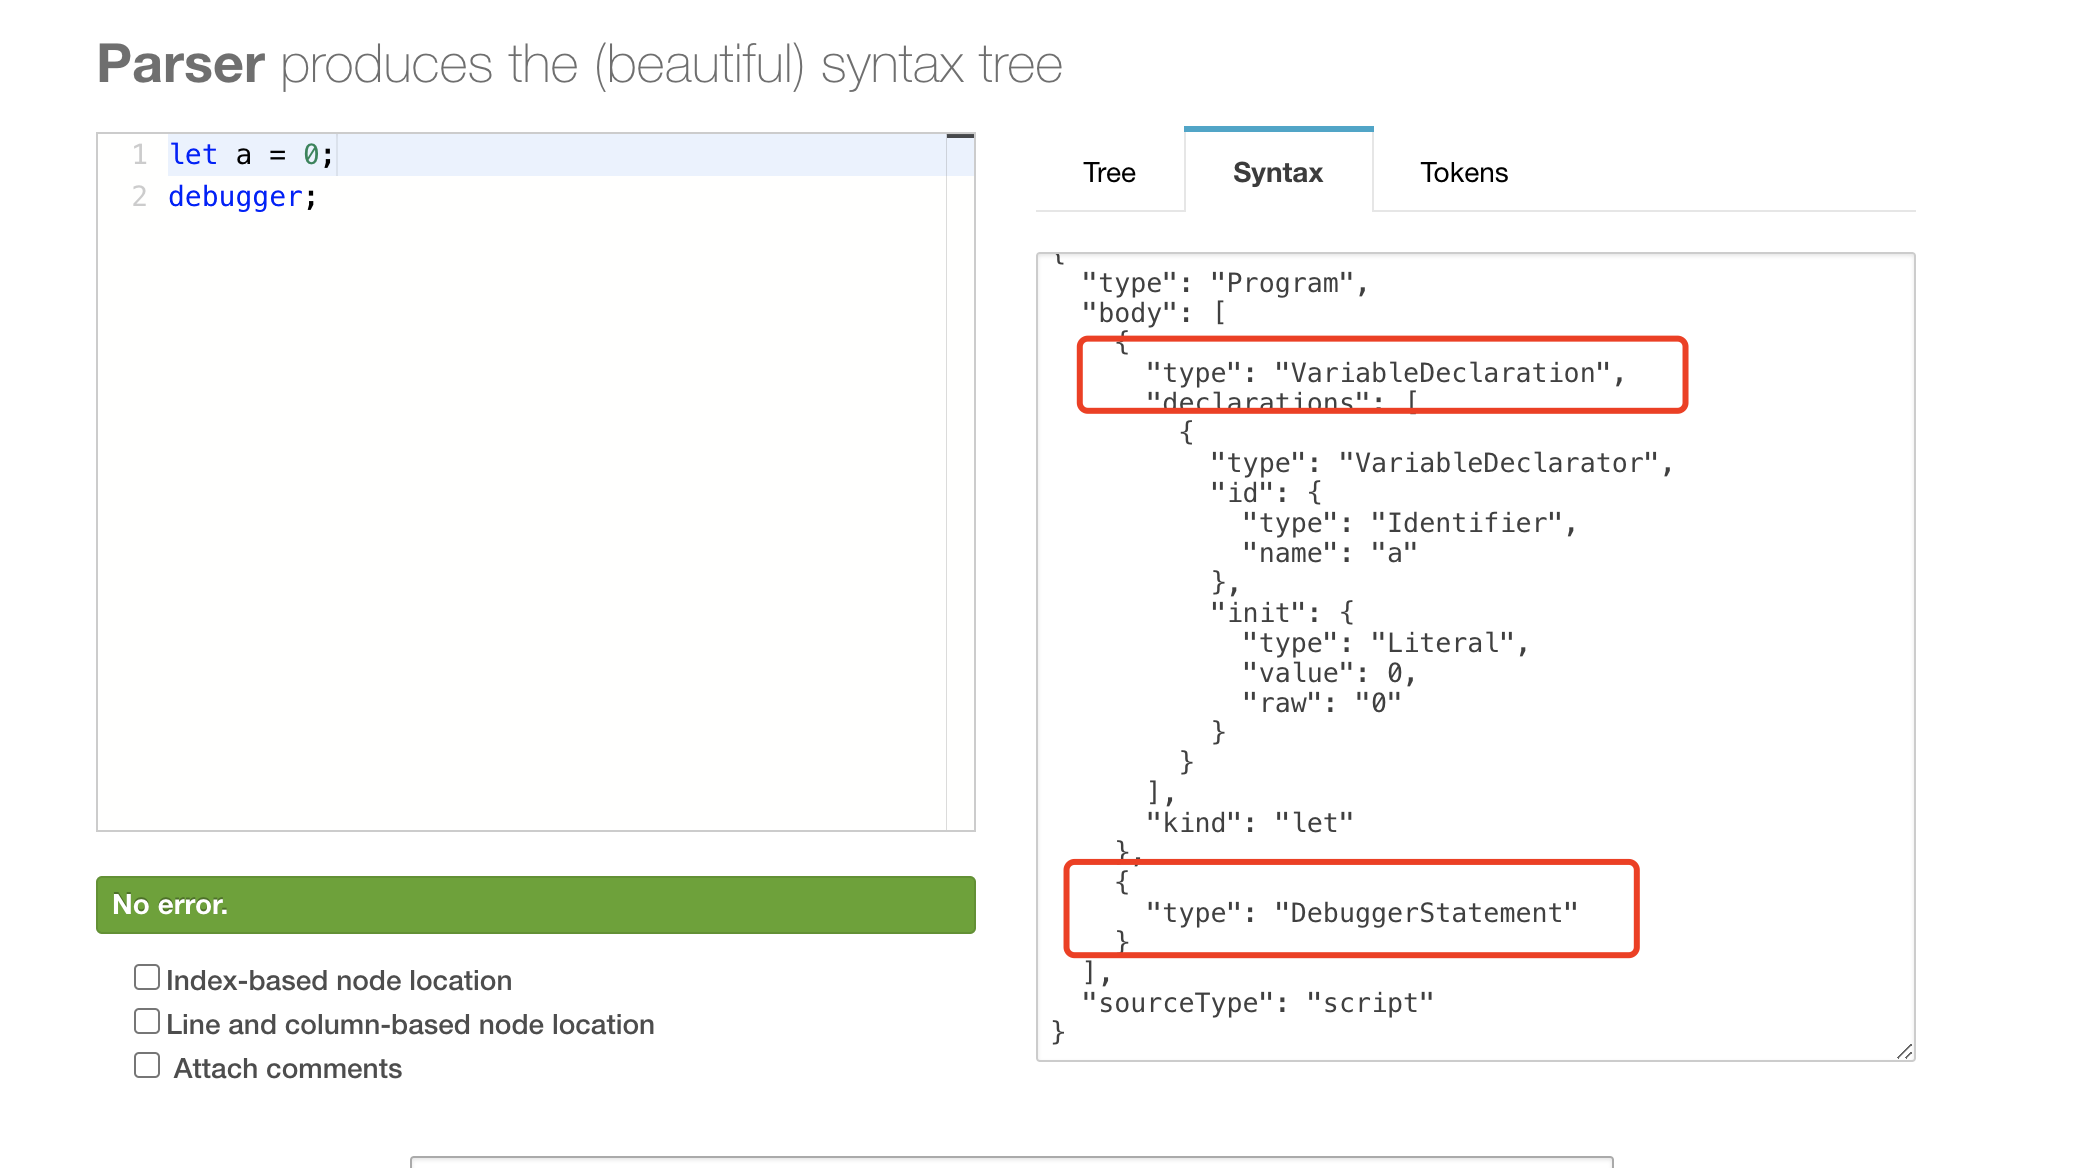 Parser produces the (beautiful) syntax tree
1 let a = 0;
2 debugger;
Tree Syntax Tokens
{
"type": "Program",
"body": [
{
"type": "VariableDeclaration",
"declarations": [
{
"type": "VariableDeclarator",
"id": {
"type": "Identifier",
"name": "a"
},
"init": {
"type": "Literal",
"value": 0,
"raw": "0"
}
}
],
"kind": "let"
},
{
"type": "DebuggerStatement"
}
],
"sourceType": "script"
}
No error.
Index-based node location
Line and column-based node location
Attach comments